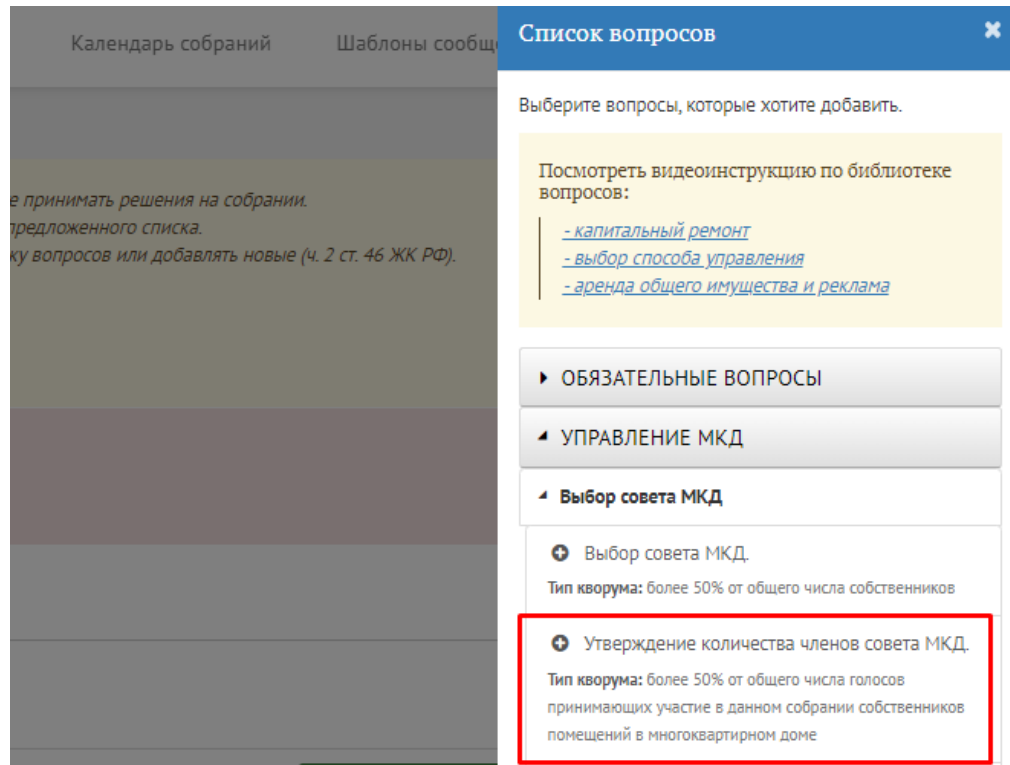 Календарь собраний
Шаблоны сообщ
е принимать решения на собрании.
предложенного списка.
ку вопросов или добавлять новые (ч. 2 ст. 46 ЖК РФ).
Список вопросов
Выберите вопросы, которые хотите добавить.
Посмотреть видеоинструкцию по библиотеке
вопросов:
- капитальный ремонт
- выбор способа управления
- аренда общего имущества и реклама
ОБЯЗАТЕЛЬНЫЕ ВОПРОСЫ
УПРАВЛЕНИЕ МКД
Выбор совета МКД
Выбор совета МКД.
Тип кворума: более 50% от общего числа собственников
Утверждение количества членов совета МКД.
Тип кворума: более 50% от общего числа голосов
принимающих участие в данном собрании собственников
помещений в многоквартирном доме